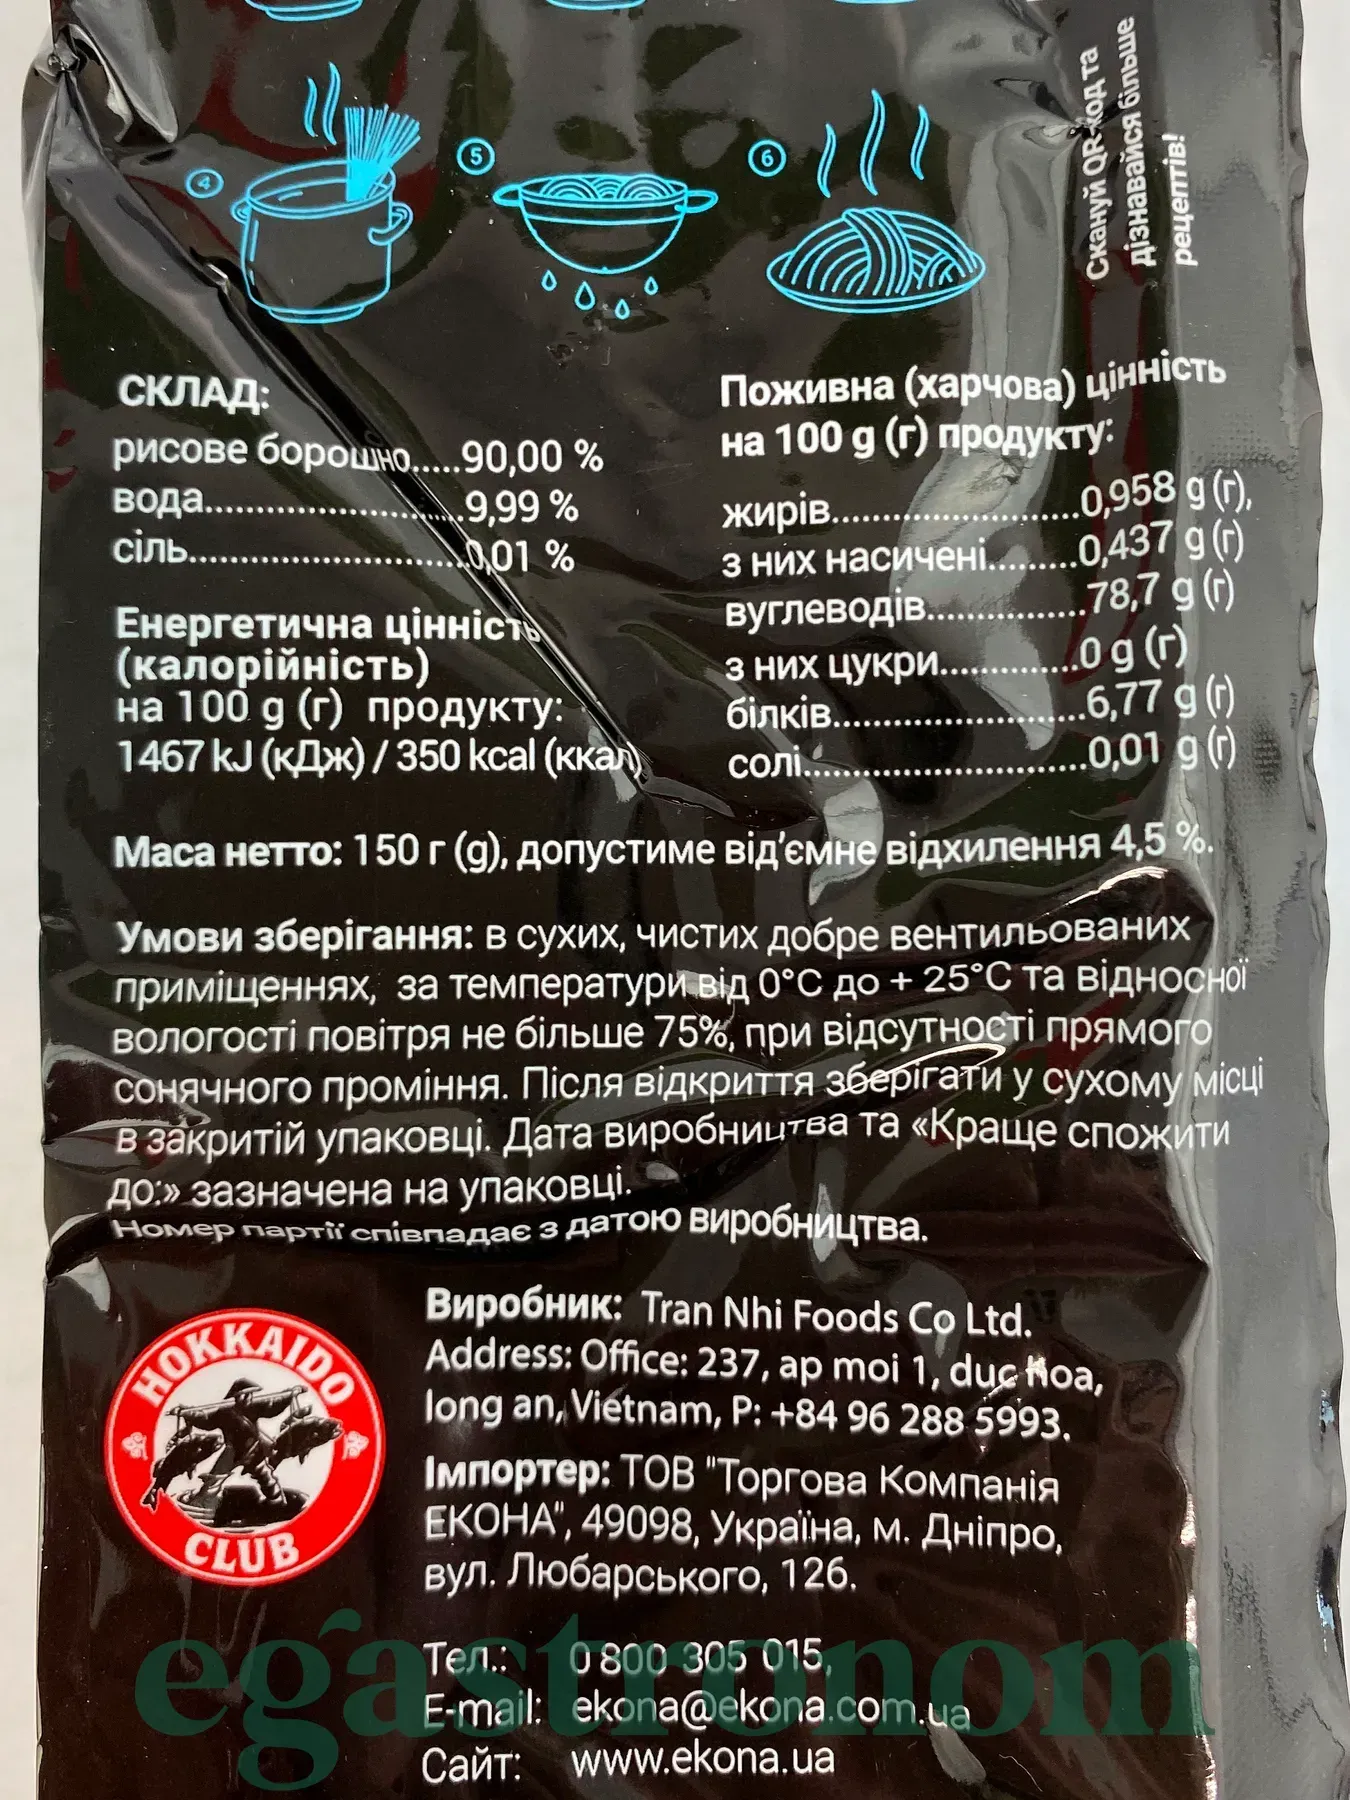 4
5
6
Скануй QR-код та
дізнавайся більше
рецептів!
СКЛАД:
рисове борошно.....90,00 %
вода..........................9,99 %
сіль...........................0,01 %
Енергетична цінність
(калорійність)
на 100 g (г) продукту:
1467 kJ (кДж) / 350 kcal (ккал)
Поживна (харчова) цінність
на 100 g (г) продукту:
жирів.........................0,958 g (г),
з них насичені.........0,437 g (г)
вуглеводів................78,7 g (г)
з них цукри..............0 g (г)
білків.........................6,77 g (г)
солі............................0,01 g (г)
Маса нетто: 150 г (g), допустиме від'ємне відхилення 4,5 %.
Умови зберігання: в сухих, чистих добре вентильованих
приміщеннях, за температури від 0°C до + 25°C та відносної
вологості повітря не більше 75%, при відсутності прямого
сонячного проміння. Після відкриття зберігати у сухому місці
в закритій упаковці. Дата виробництва та «Краще спожити
до:» зазначена на упаковці.
Номер партії співпадає з датою виробництва.
HOKKAIDO
CLUB
Виробник: Tran Nhi Foods Co Ltd.
Address: Office: 237, ap moi 1, duc Hoa,
long an, Vietnam, P: +84 96 288 5993.
Імпортер: ТОВ "Торгова Компанія
ЕКОНА", 49098, Україна, м. Дніпро,
вул. Любарського, 126.
Тел.: 0 800 305 015,
E-mail: ekona@ekona.com.ua
Сайт: www.ekona.ua
egastronom